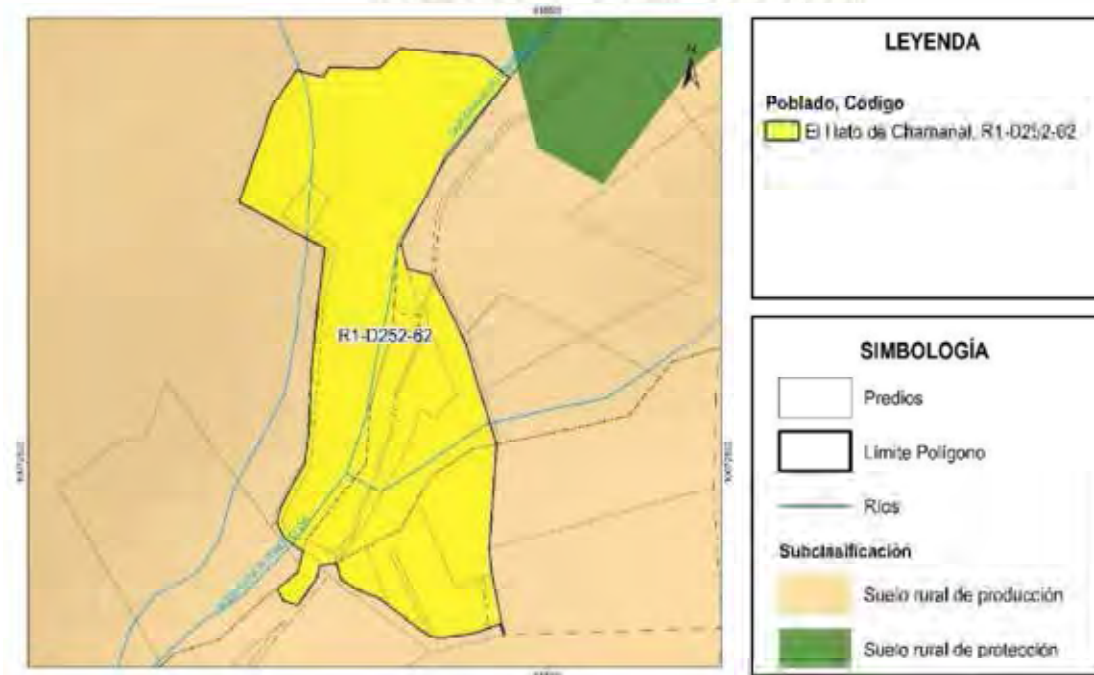 N
R1-D252-62
LEYENDA
Poblado, Código
El Hato de Chamanal, R1-D252-62
SIMBOLOGÍA
Predios
Límite Polígono
Ríos
Subclasificación
Suelo rural de producción
Suelo rural de protección